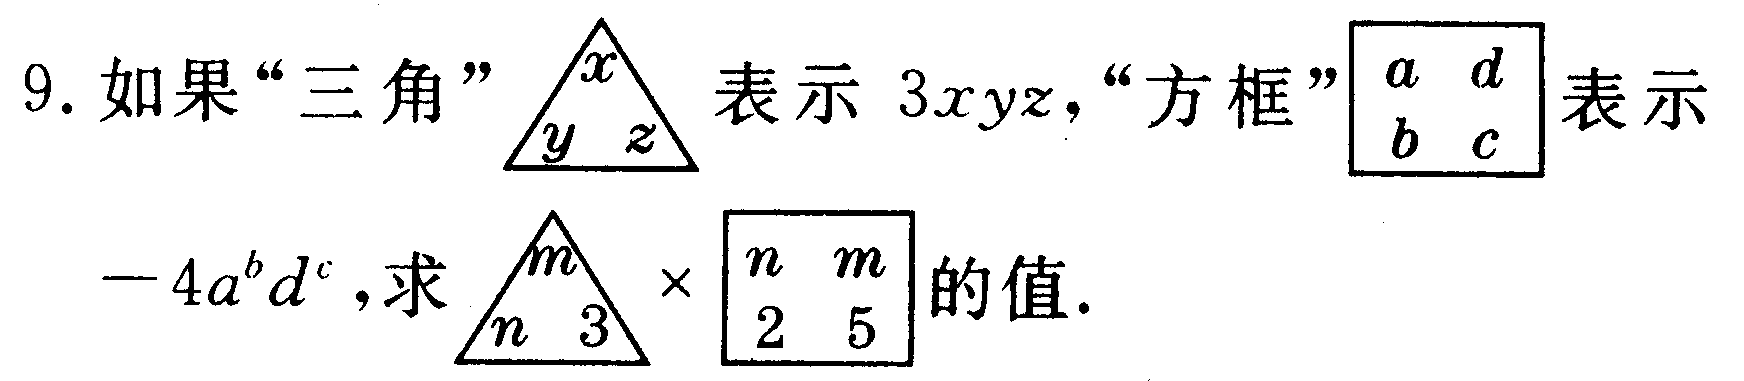 9. 如果“三角” x y z 表示 3xyz,“方框” a d b c 表示
－4a^b d^c,求 m n 3 × n m 2 5 的值.